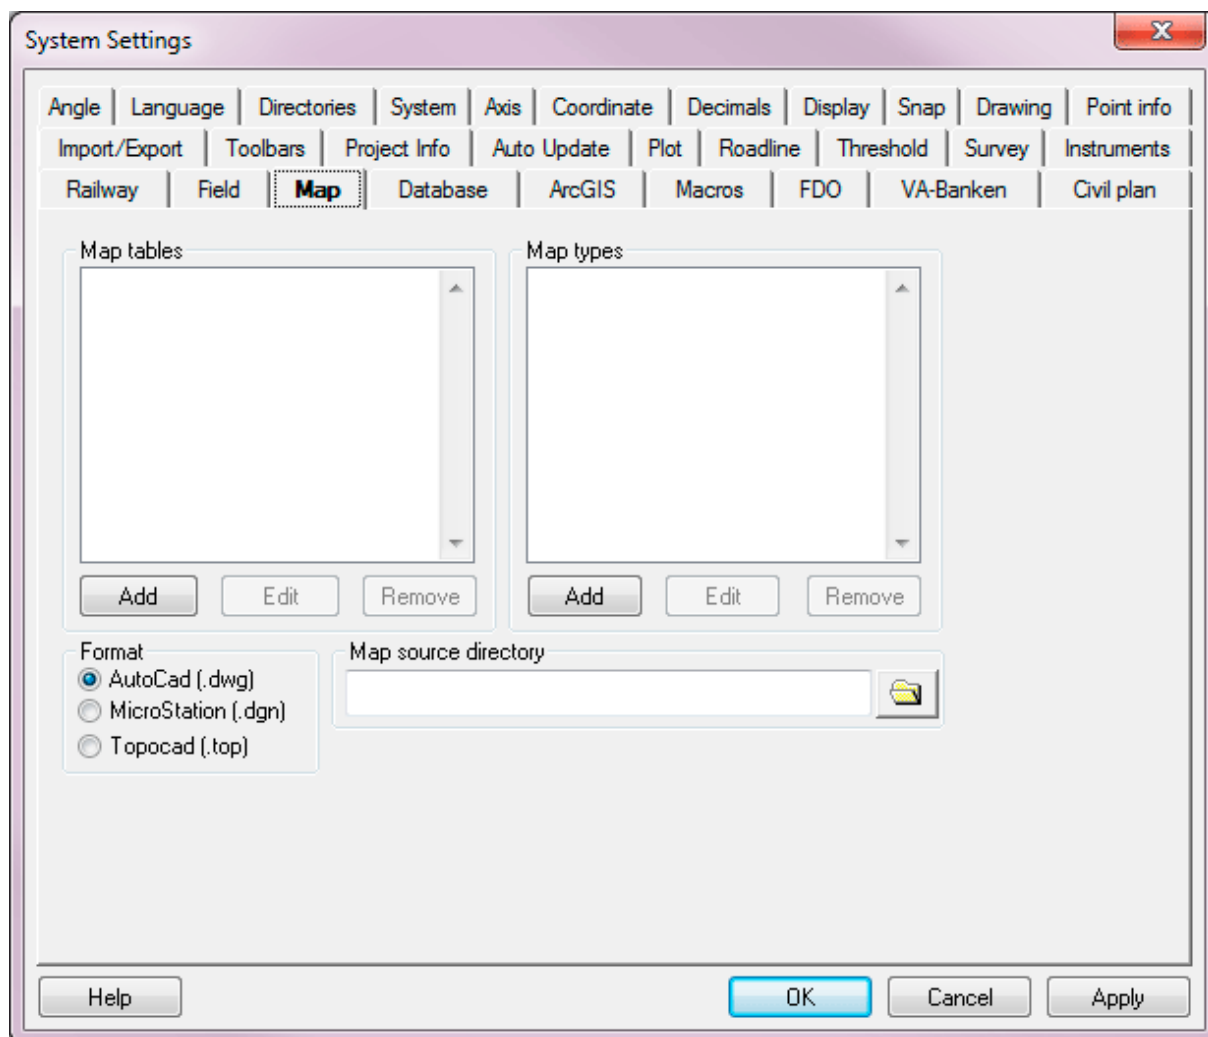 System Settings
Angle Language Directories System Axis Coordinate Decimals Display Snap Drawing Point info
Import/Export Toolbars Project Info Auto Update Plot Roadline Threshold Survey Instruments
Railway Field Map Database ArcGIS Macros FDO VA-Banken Civil plan
Map tables Map types
Add Edit Remove Add Edit Remove
Format Map source directory
AutoCad (.dwg)
MicroStation (.dgn)
Topocad (.top)
Help OK Cancel Apply